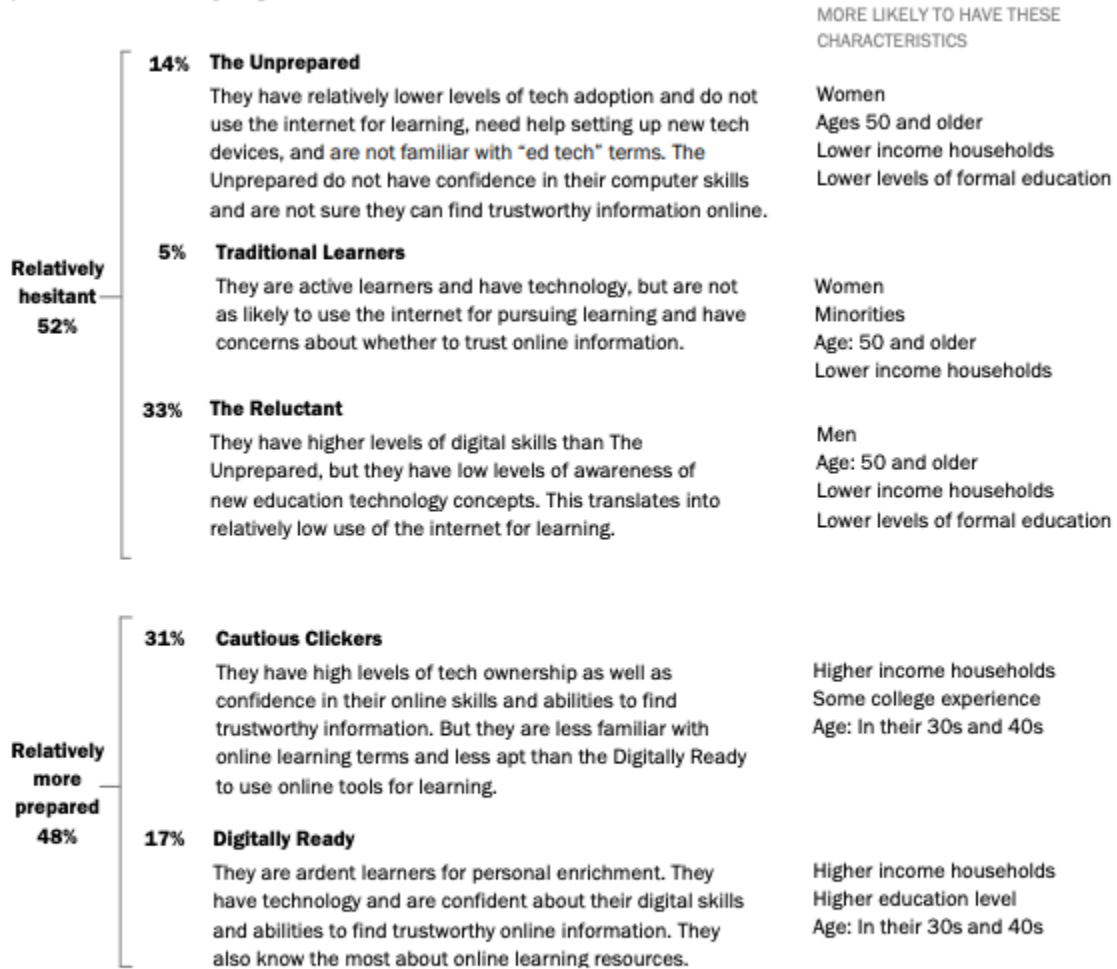 MORE LIKELY TO HAVE THESE
CHARACTERISTICS
14% The Unprepared
They have relatively lower levels of tech adoption and do not
use the internet for learning, need help setting up new tech
devices, and are not familiar with “ed tech” terms. The
Unprepared do not have confidence in their computer skills
and are not sure they can find trustworthy information online.
Women
Ages 50 and older
Lower income households
Lower levels of formal education
Relatively
hesitant
52%
5% Traditional Learners
They are active learners and have technology, but are not
as likely to use the internet for pursuing learning and have
concerns about whether to trust online information.
Women
Minorities
Age: 50 and older
Lower income households
33% The Reluctant
They have higher levels of digital skills than The
Unprepared, but they have low levels of awareness of
new education technology concepts. This translates into
relatively low use of the internet for learning.
Men
Age: 50 and older
Lower income households
Lower levels of formal education
31% Cautious Clickers
They have high levels of tech ownership as well as
confidence in their online skills and abilities to find
trustworthy information. But they are less familiar with
online learning terms and less apt than the Digitally Ready
to use online tools for learning.
Higher income households
Some college experience
Age: In their 30s and 40s
Relatively
more
prepared
48%
17% Digitally Ready
They are ardent learners for personal enrichment. They
have technology and are confident about their digital skills
and abilities to find trustworthy online information. They
also know the most about online learning resources.
Higher income households
Higher education level
Age: In their 30s and 40s